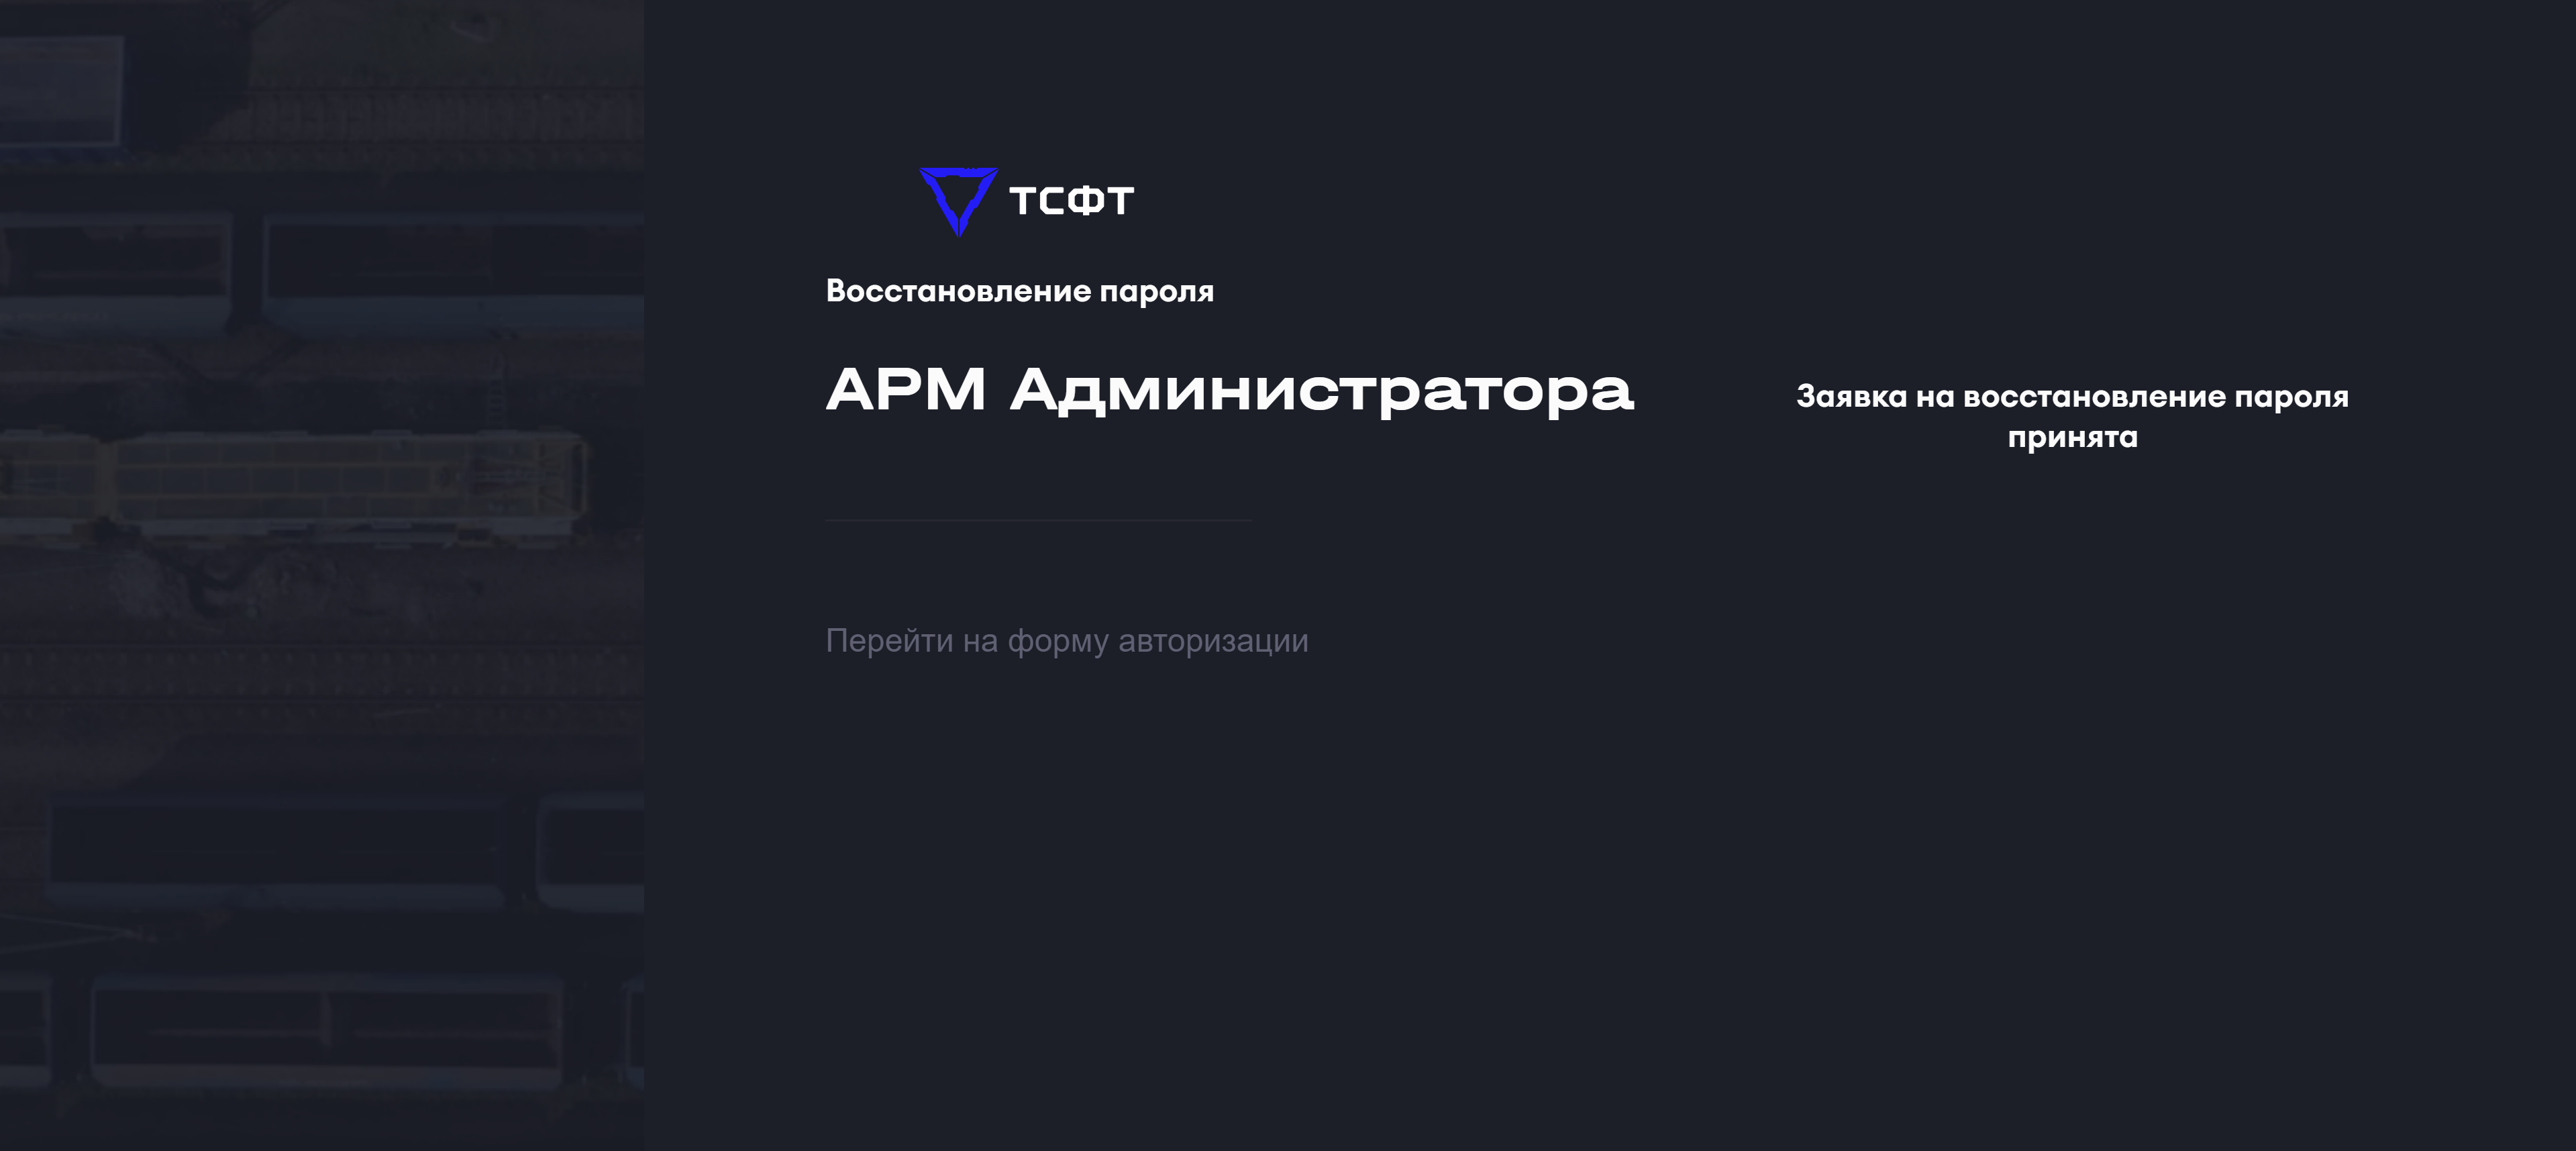 ТСФТ
Восстановление пароля
АРМ Администратора
Заявка на восстановление пароля
принята
Перейти на форму авторизации